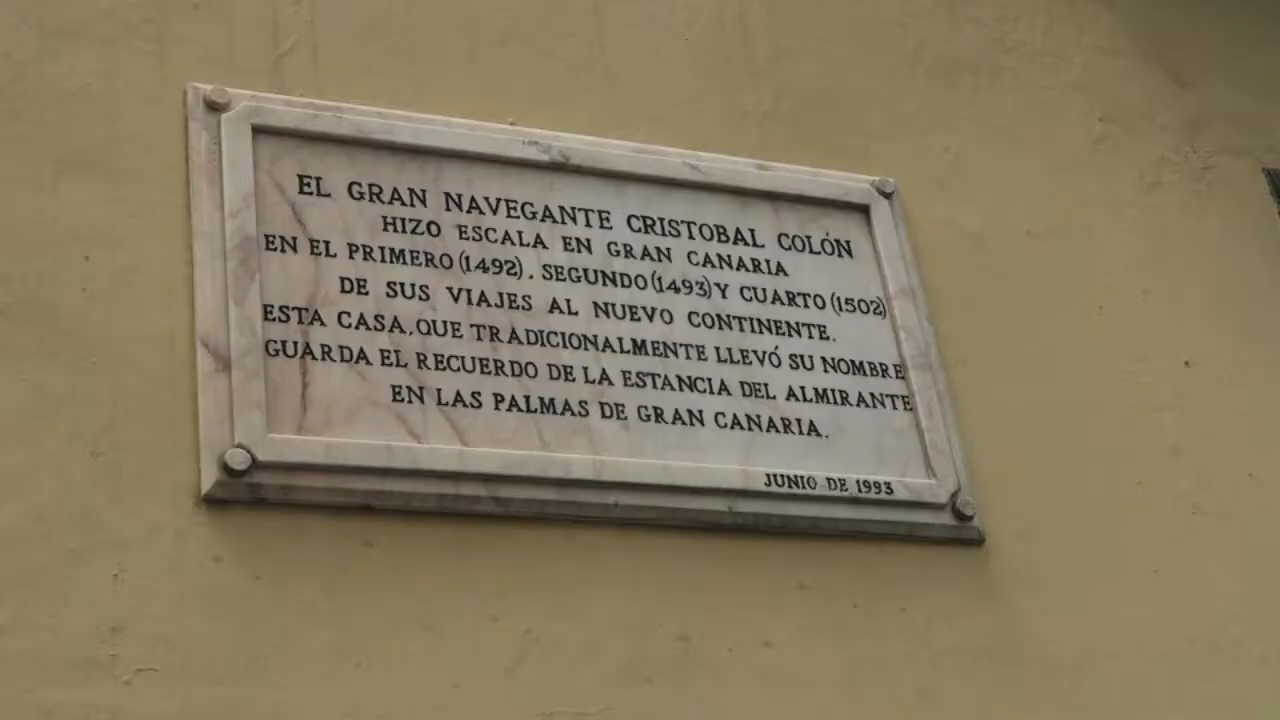 EL GRAN NAVEGANTE CRISTOBAL COLÓN
HIZO ESCALA EN GRAN CANARIA
EN EL PRIMERO (1492), SEGUNDO (1493) Y CUARTO (1502)
DE SUS VIAJES AL NUEVO CONTINENTE.
ESTA CASA, QUE TRADICIONALMENTE LLEVÓ SU NOMBRE
GUARDA EL RECUERDO DE LA ESTANCIA DEL ALMIRANTE
EN LAS PALMAS DE GRAN CANARIA.
JUNIO DE 1993